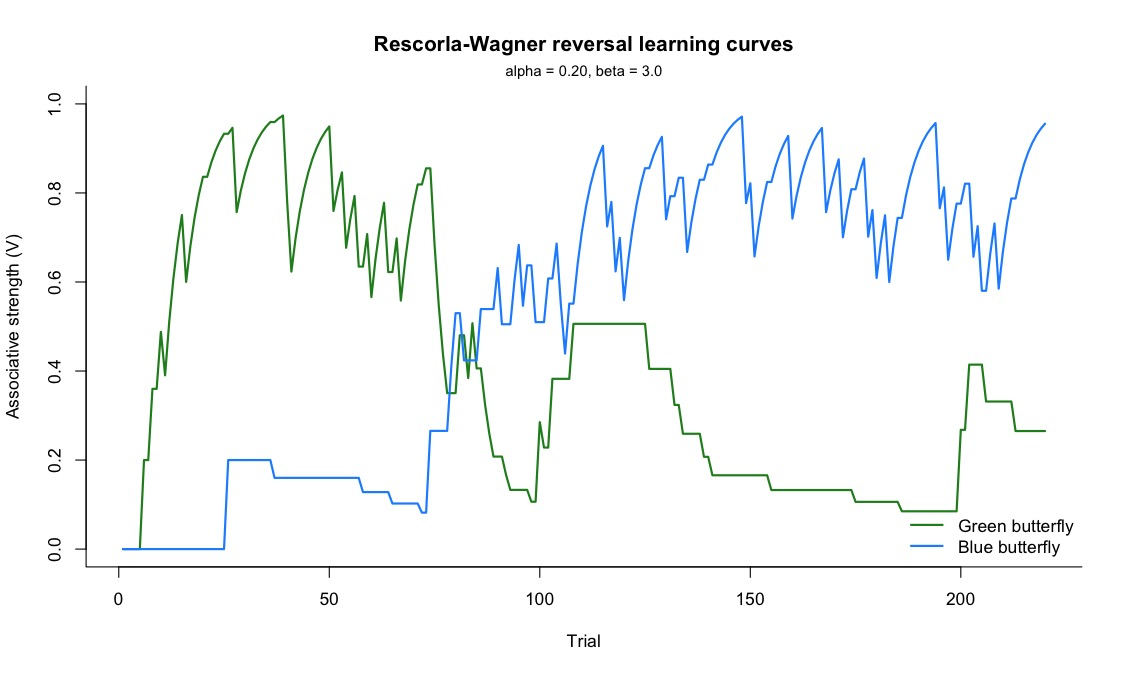 Rescorla-Wagner reversal learning curves
alpha = 0.20, beta = 3.0
Associative strength (V)
1.0
0.8
0.6
0.4
0.2
0.0
Green butterfly
Blue butterfly
0 50 100 150 200
Trial